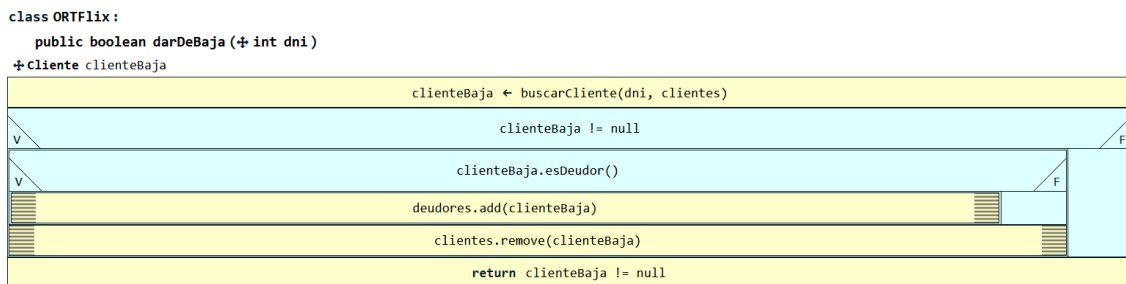 class ORTFlix:
public boolean darDeBaja (✢ int dni)
✢ Cliente clienteBaja
clienteBaja ← buscarCliente(dni, clientes)
clienteBaja != null
V F
clienteBaja.esDeudor()
V F
deudores.add(clienteBaja)
clientes.remove(clienteBaja)
return clienteBaja != null